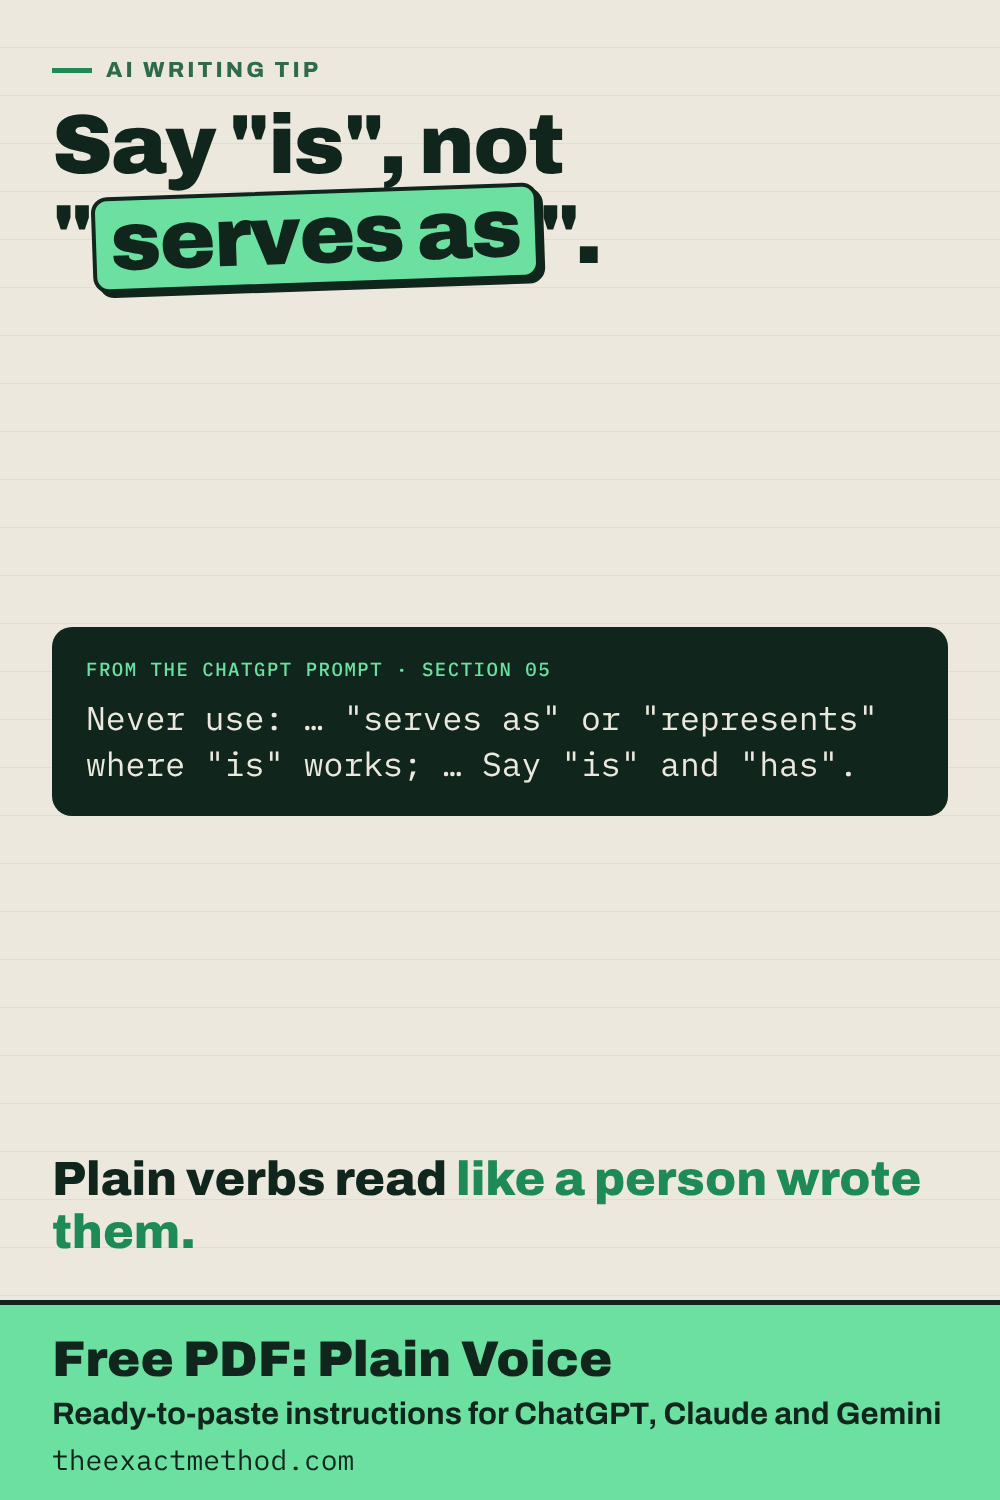 AI WRITING TIP
Say "is", not
"serves as".
FROM THE CHATGPT PROMPT · SECTION 05
Never use: … "serves as" or "represents"
where "is" works; … Say "is" and "has".
Plain verbs read like a person wrote
them.
Free PDF: Plain Voice
Ready-to-paste instructions for ChatGPT, Claude and Gemini
theexactmethod.com